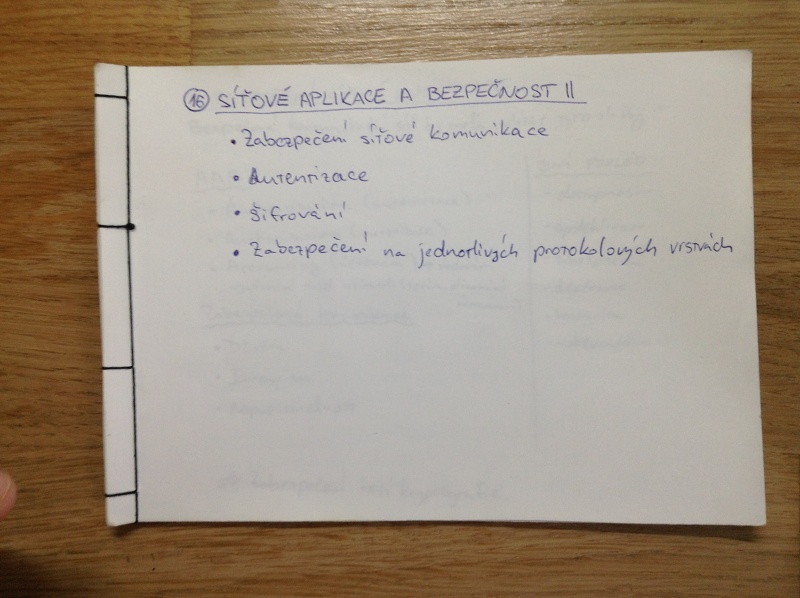 16 SÍŤOVÉ APLIKACE A BEZPEČNOST II
• Zabezpečení síťové komunikace
• Autentizace
• Šifrování
• Zabezpečení na jednotlivých protokolových vrstvách